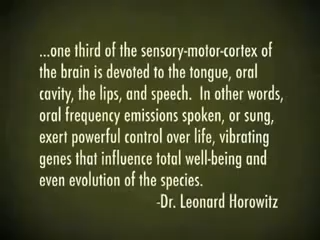 ...one third of the sensory-motor-cortex of
the brain is devoted to the tongue, oral
cavity, the lips, and speech.  In other words,
oral frequency emissions spoken, or sung,
exert powerful control over life, vibrating
genes that influence total well-being and
even evolution of the species.
-Dr. Leonard Horowitz